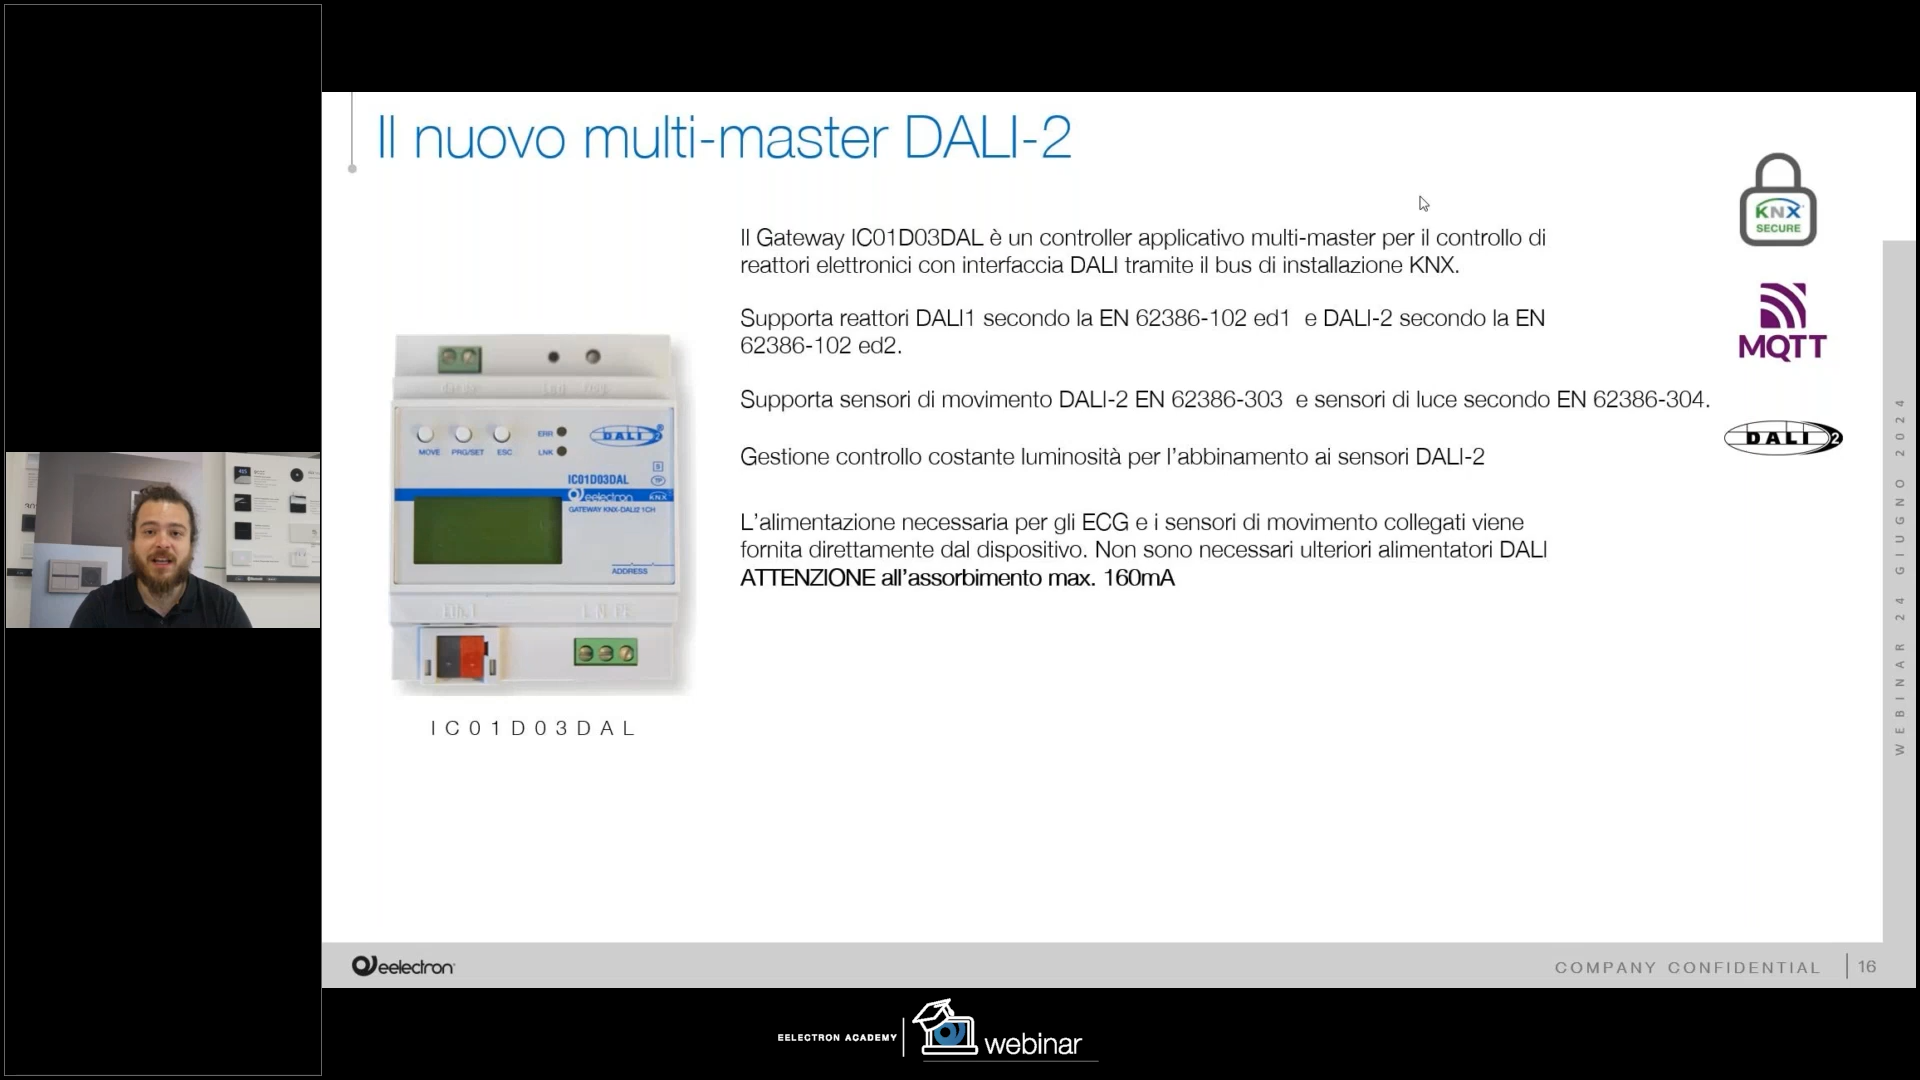 Il nuovo multi-master DALI-2
KNX
SECURE
MQTT
DALI 2
Il Gateway IC01D03DAL è un controller applicativo multi-master per il controllo di
reattori elettronici con interfaccia DALI tramite il bus di installazione KNX.
Supporta reattori DALI1 secondo la EN 62386-102 ed1 e DALI-2 secondo la EN
62386-102 ed2.
Supporta sensori di movimento DALI-2 EN 62386-303 e sensori di luce secondo EN 62386-304.
Gestione controllo costante luminosità per l'abbinamento ai sensori DALI-2
L'alimentazione necessaria per gli ECG e i sensori di movimento collegati viene
fornita direttamente dal dispositivo. Non sono necessari ulteriori alimentatori DALI
ATTENZIONE all'assorbimento max. 160mA
MOVE PRG/SET ESC
ERR
LNK
DALI 2
IC01D03DAL
eelectron KNX
GATEWAY KNX-DALI2 1CH
ADDRESS
L N PE
IC01D03DAL
WEBINAR 24 GIUGNO 2024
eelectron
COMPANY CONFIDENTIAL 16
EELECTRON ACADEMY webinar